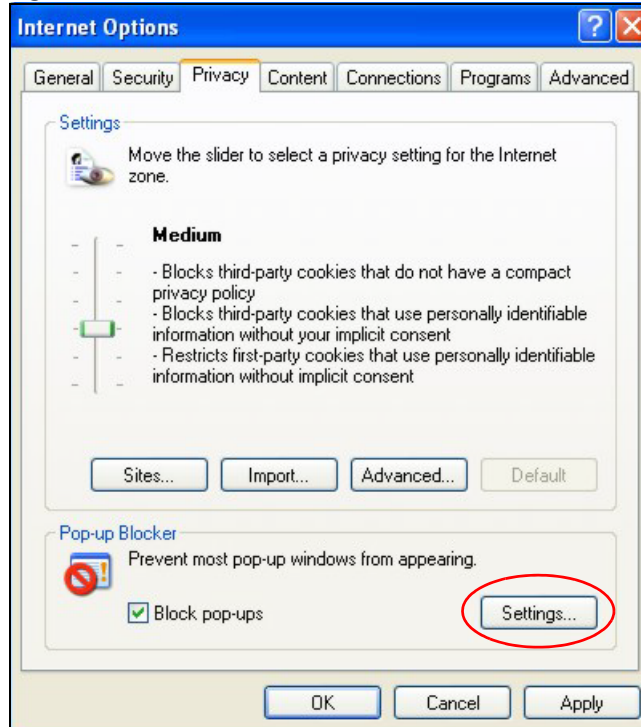 Internet Options
General Security Privacy Content Connections Programs Advanced
Settings
Move the slider to select a privacy setting for the Internet
zone.
Medium
- Blocks third-party cookies that do not have a compact
privacy policy
- Blocks third-party cookies that use personally identifiable
information without your implicit consent
- Restricts first-party cookies that use personally identifiable
information without implicit consent
Sites... Import... Advanced... Default
Pop-up Blocker
Prevent most pop-up windows from appearing.
Block pop-ups Settings...
OK Cancel Apply